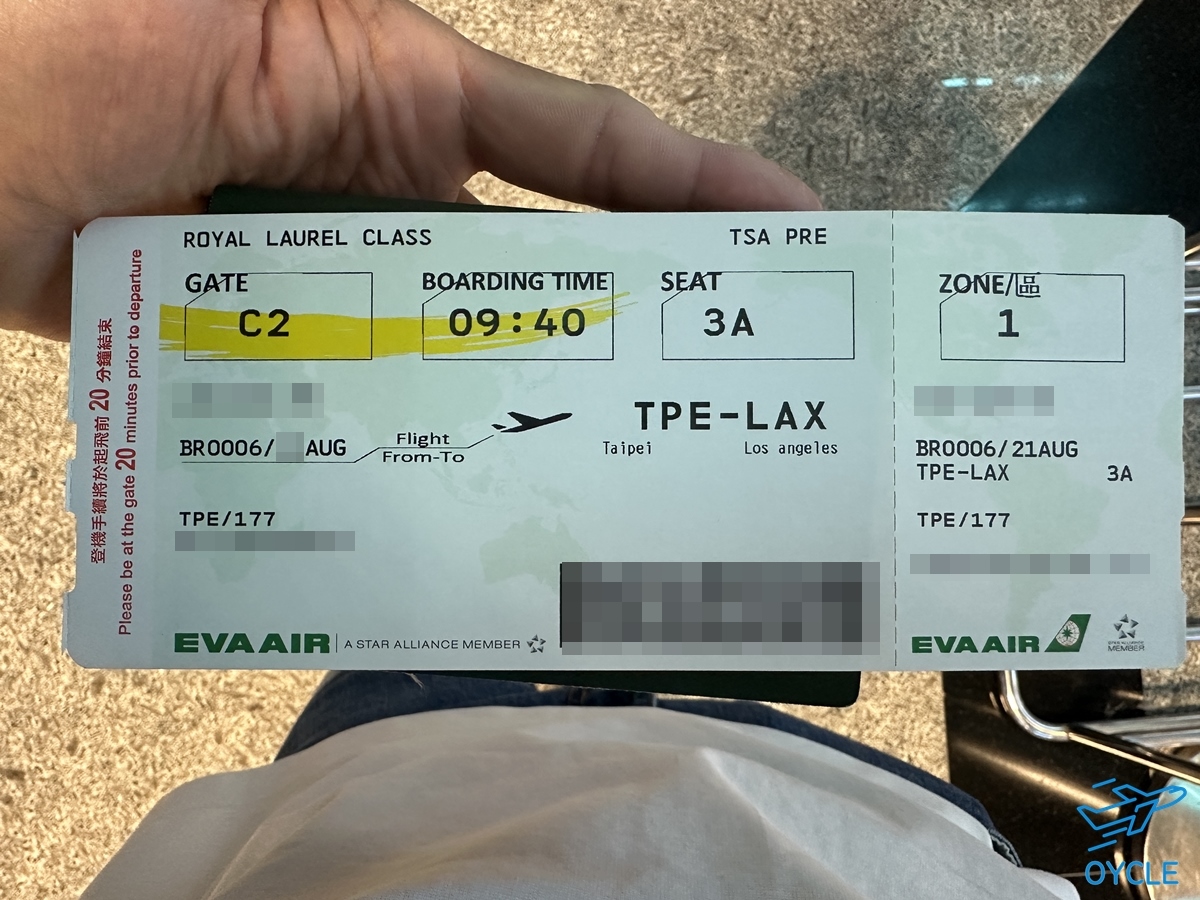 ROYAL LAUREL CLASS
TSA PRE
GATE
C2
BOARDING TIME
09:40
SEAT
3A
BR0006/ AUG
Flight
From-To
TPE-LAX
Taipei
Los angeles
TPE/177
EVA AIR
A STAR ALLIANCE MEMBER
登機手續將於起飛前 20 分鐘結束
Please be at the gate 20 minutes prior to departure
ZONE/區
1
BR0006/21AUG
TPE-LAX 3A
TPE/177
EVA AIR
STAR ALLIANCE
MEMBER
OYCLE